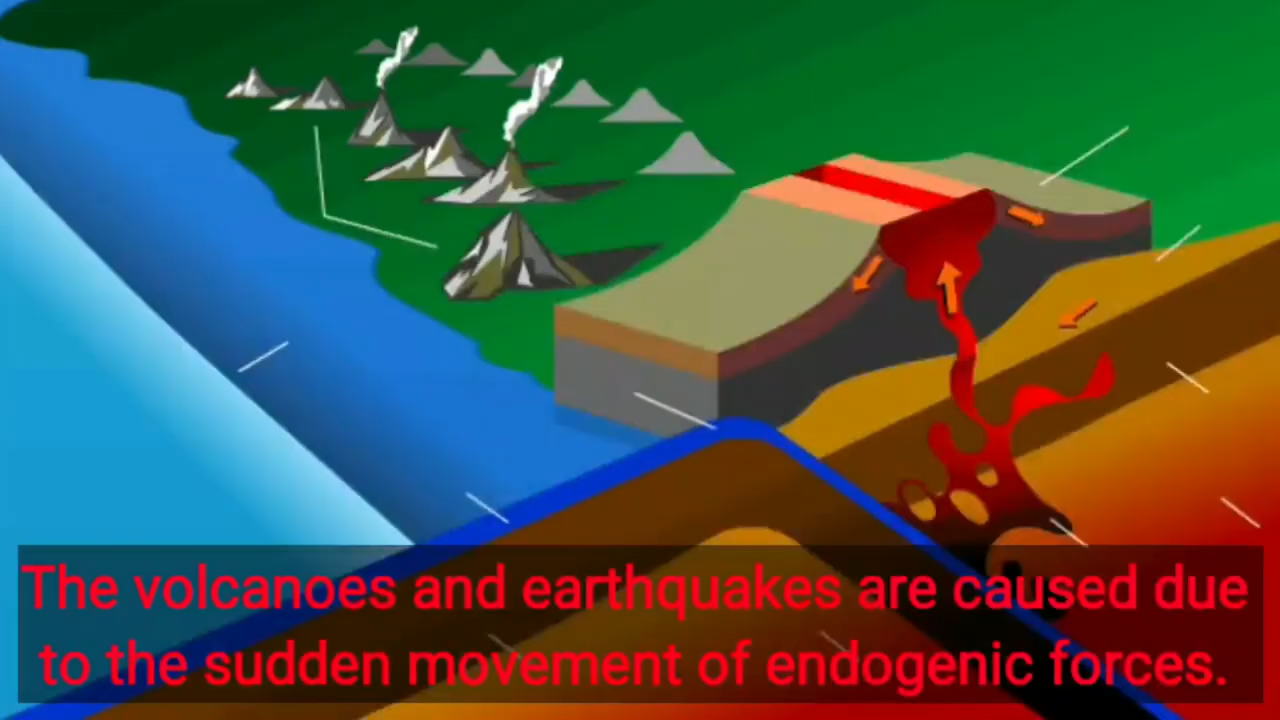 The volcanoes and earthquakes are caused due
to the sudden movement of endogenic forces.